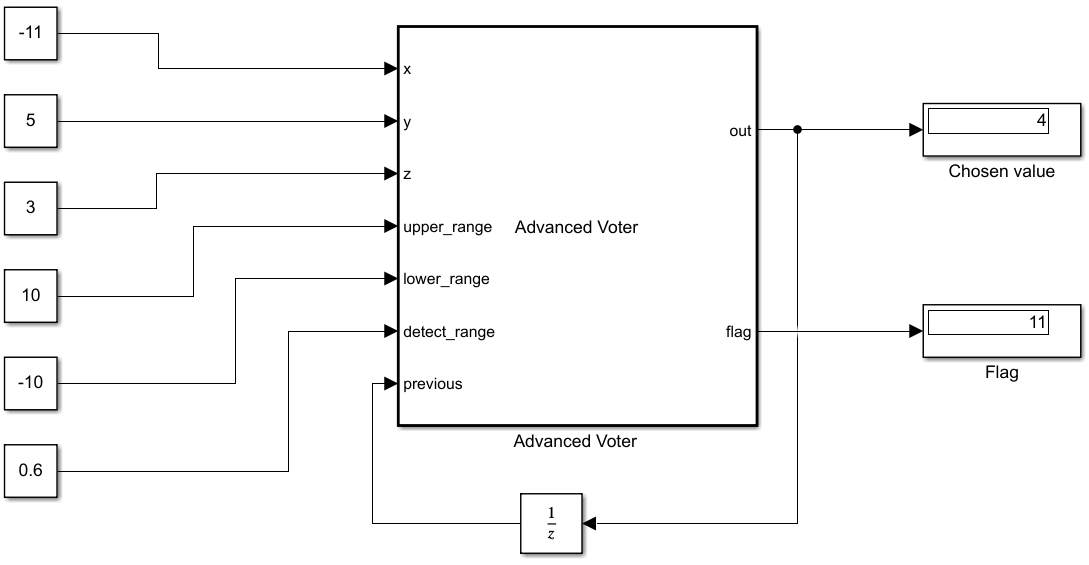 -11
5
3
10
-10
0.6
x
y
z
upper_range
lower_range
detect_range
previous
Advanced Voter
out
flag
Advanced Voter
4
Chosen value
11
Flag
1
z